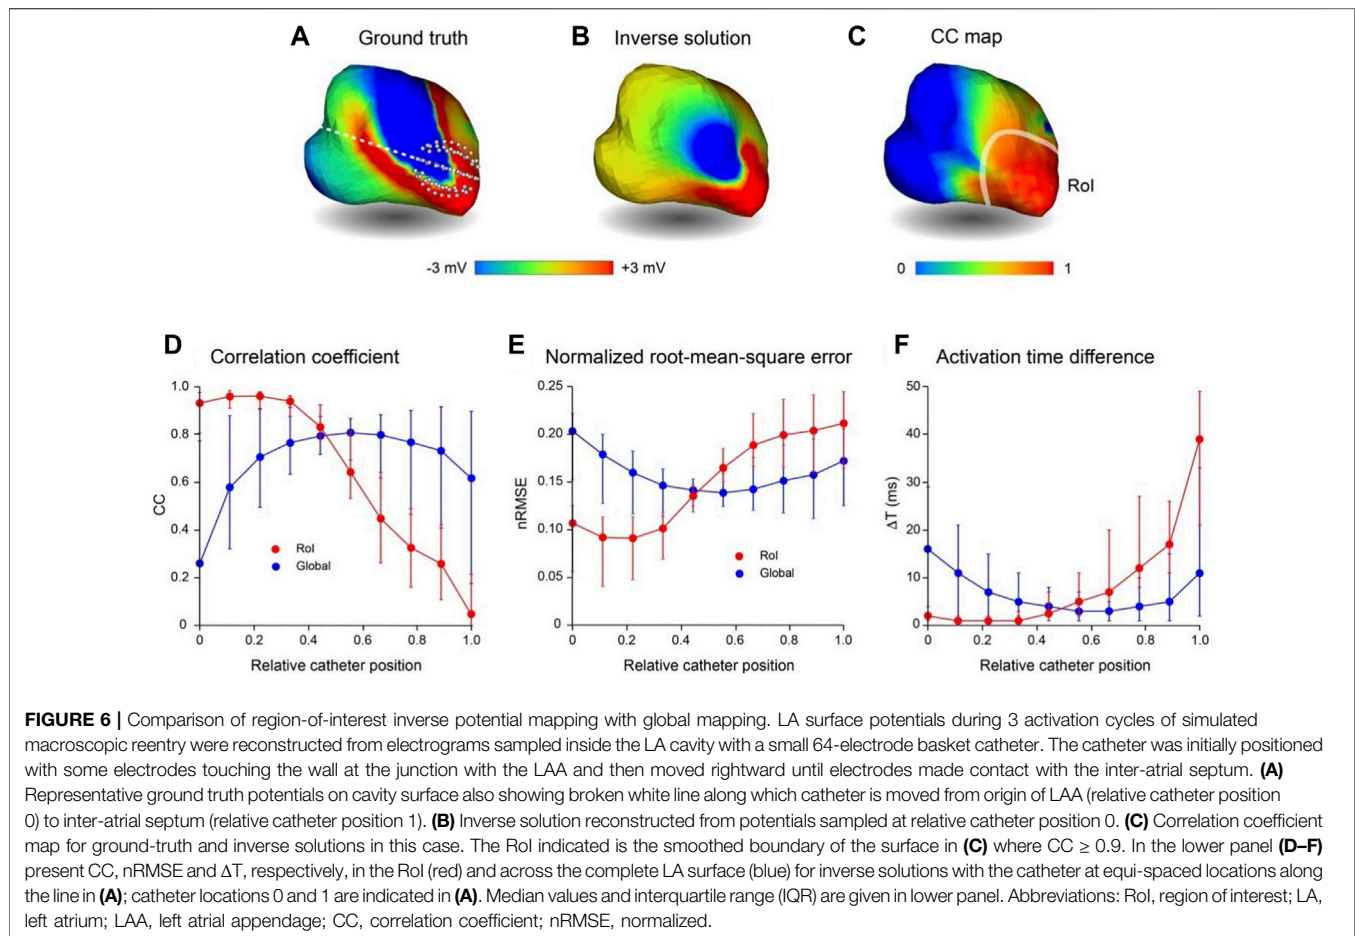 A Ground truth
B Inverse solution
C CC map
RoI
-3 mV +3 mV
0 1
D Correlation coefficient
1.0
0.8
0.6
0.4
0.2
0
CC
RoI
Global
0 0.2 0.4 0.6 0.8 1.0
Relative catheter position
E Normalized root-mean-square error
0.25
0.20
0.15
0.10
0.05
0
nRMSE
RoI
Global
0 0.2 0.4 0.6 0.8 1.0
Relative catheter position
F Activation time difference
50
40
30
20
10
0
ΔT (ms)
0 0.2 0.4 0.6 0.8 1.0
Relative catheter position
FIGURE 6 | Comparison of region-of-interest inverse potential mapping with global mapping. LA surface potentials during 3 activation cycles of simulated
macroscopic reentry were reconstructed from electrograms sampled inside the LA cavity with a small 64-electrode basket catheter. The catheter was initially positioned
with some electrodes touching the wall at the junction with the LAA and then moved rightward until electrodes made contact with the inter-atrial septum. (A)
Representative ground truth potentials on cavity surface also showing broken white line along which catheter is moved from origin of LAA (relative catheter position
0) to inter-atrial septum (relative catheter position 1). (B) Inverse solution reconstructed from potentials sampled at relative catheter position 0. (C) Correlation coefficient
map for ground-truth and inverse solutions in this case. The RoI indicated is the smoothed boundary of the surface in (C) where CC ≥ 0.9. In the lower panel (D–F)
present CC, nRMSE and ΔT, respectively, in the RoI (red) and across the complete LA surface (blue) for inverse solutions with the catheter at equi-spaced locations along
the line in (A); catheter locations 0 and 1 are indicated in (A). Median values and interquartile range (IQR) are given in lower panel. Abbreviations: RoI, region of interest; LA,
left atrium; LAA, left atrial appendage; CC, correlation coefficient; nRMSE, normalized.